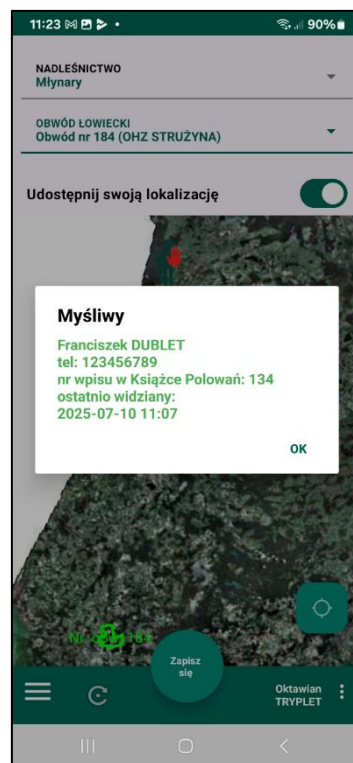 11:23
90%
NADLEŚNICTWO
Młynary
OBWÓD ŁOWIECKI
Obwód nr 184 (OHZ STRUŻYNA)
Udostępnij swoją lokalizację
Myśliwy
Franciszek DUBLET
tel: 123456789
nr wpisu w Książce Polowań: 134
ostatnio widziany:
2025-07-10 11:07
OK
Zapisz
się
Oktawian
TRYPLET